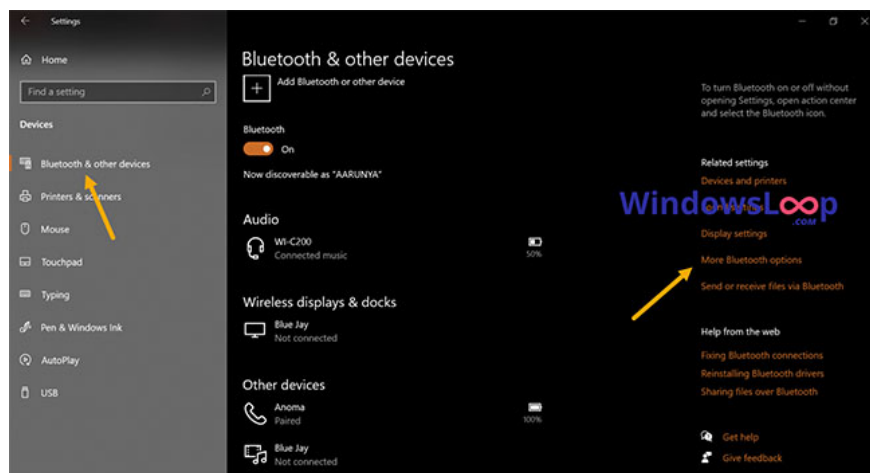 Settings
Home
Find a setting
Devices
Bluetooth & other devices
Printers & scanners
Mouse
Touchpad
Typing
Pen & Windows Ink
AutoPlay
USB
Bluetooth & other devices
Add Bluetooth or other device
Bluetooth
On
Now discoverable as "AARUNYA"
Audio
WI-C200
Connected music
50%
Wireless displays & docks
Blue Jay
Not connected
Other devices
Anoma
Paired
100%
Blue Jay
Not connected
To turn Bluetooth on or off without
opening Settings, open action center
and select the Bluetooth icon.
Related settings
Devices and printers
WindowsLoop
.COM
Display settings
More Bluetooth options
Send or receive files via Bluetooth
Help from the web
Fixing Bluetooth connections
Reinstalling Bluetooth drivers
Sharing files over Bluetooth
Get help
Give feedback